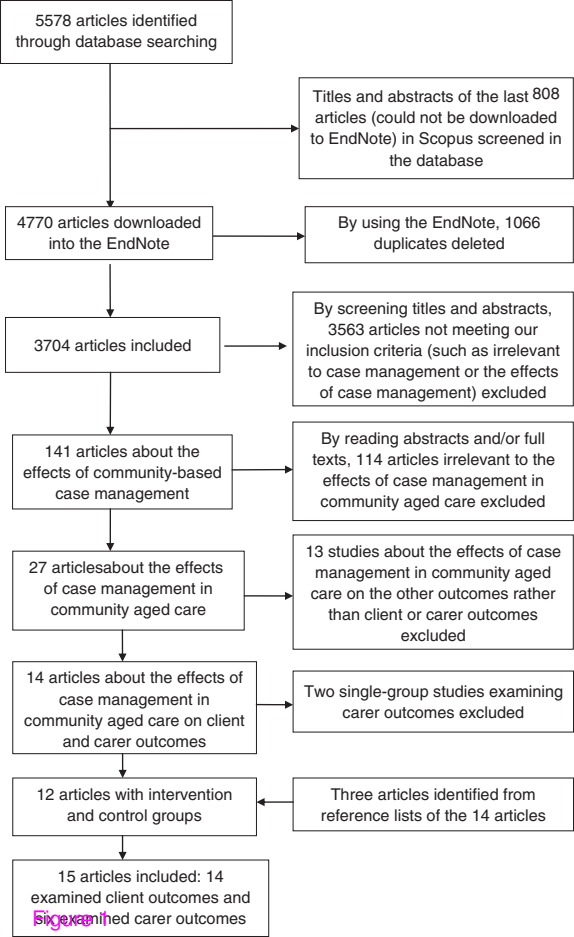 5578 articles identified
through database searching
Titles and abstracts of the last 808
articles (could not be downloaded
to EndNote) in Scopus screened in
the database
4770 articles downloaded
into the EndNote
By using the EndNote, 1066
duplicates deleted
3704 articles included
By screening titles and abstracts,
3563 articles not meeting our
inclusion criteria (such as irrelevant
to case management or the effects
of case management) excluded
141 articles about the
effects of community-based
case management
By reading abstracts and/or full
texts, 114 articles irrelevant to the
effects of case management in
community aged care excluded
27 articlesabout the effects
of case management in
community aged care
13 studies about the effects of case
management in community aged
care on the other outcomes rather
than client or carer outcomes
excluded
14 articles about the effects of
case management in
community aged care on client
and carer outcomes
Two single-group studies examining
carer outcomes excluded
12 articles with intervention
and control groups
Three articles identified from
reference lists of the 14 articles
15 articles included: 14
examined client outcomes and
six examined carer outcomes
Figure 1